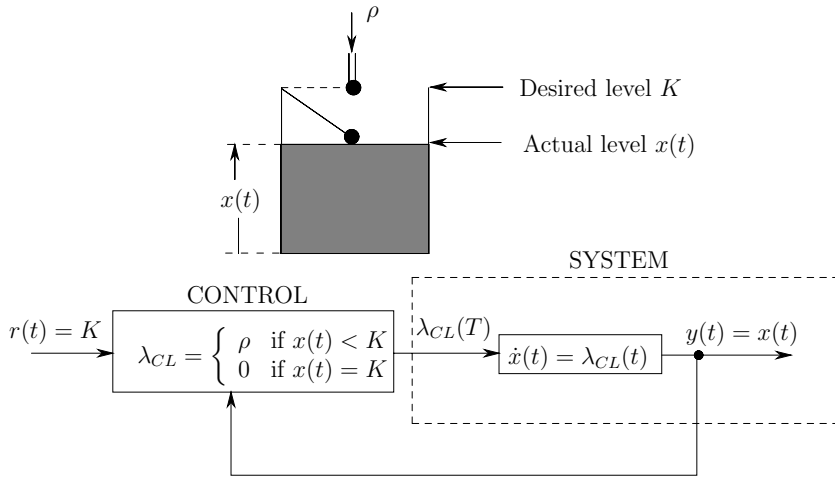 ρ
Desired level K
Actual level x(t)
x(t)
SYSTEM
CONTROL
r(t) = K
λ_CL = { ρ if x(t) < K
0 if x(t) = K
λ_CL(T)
ẋ(t) = λ_CL(t)
y(t) = x(t)